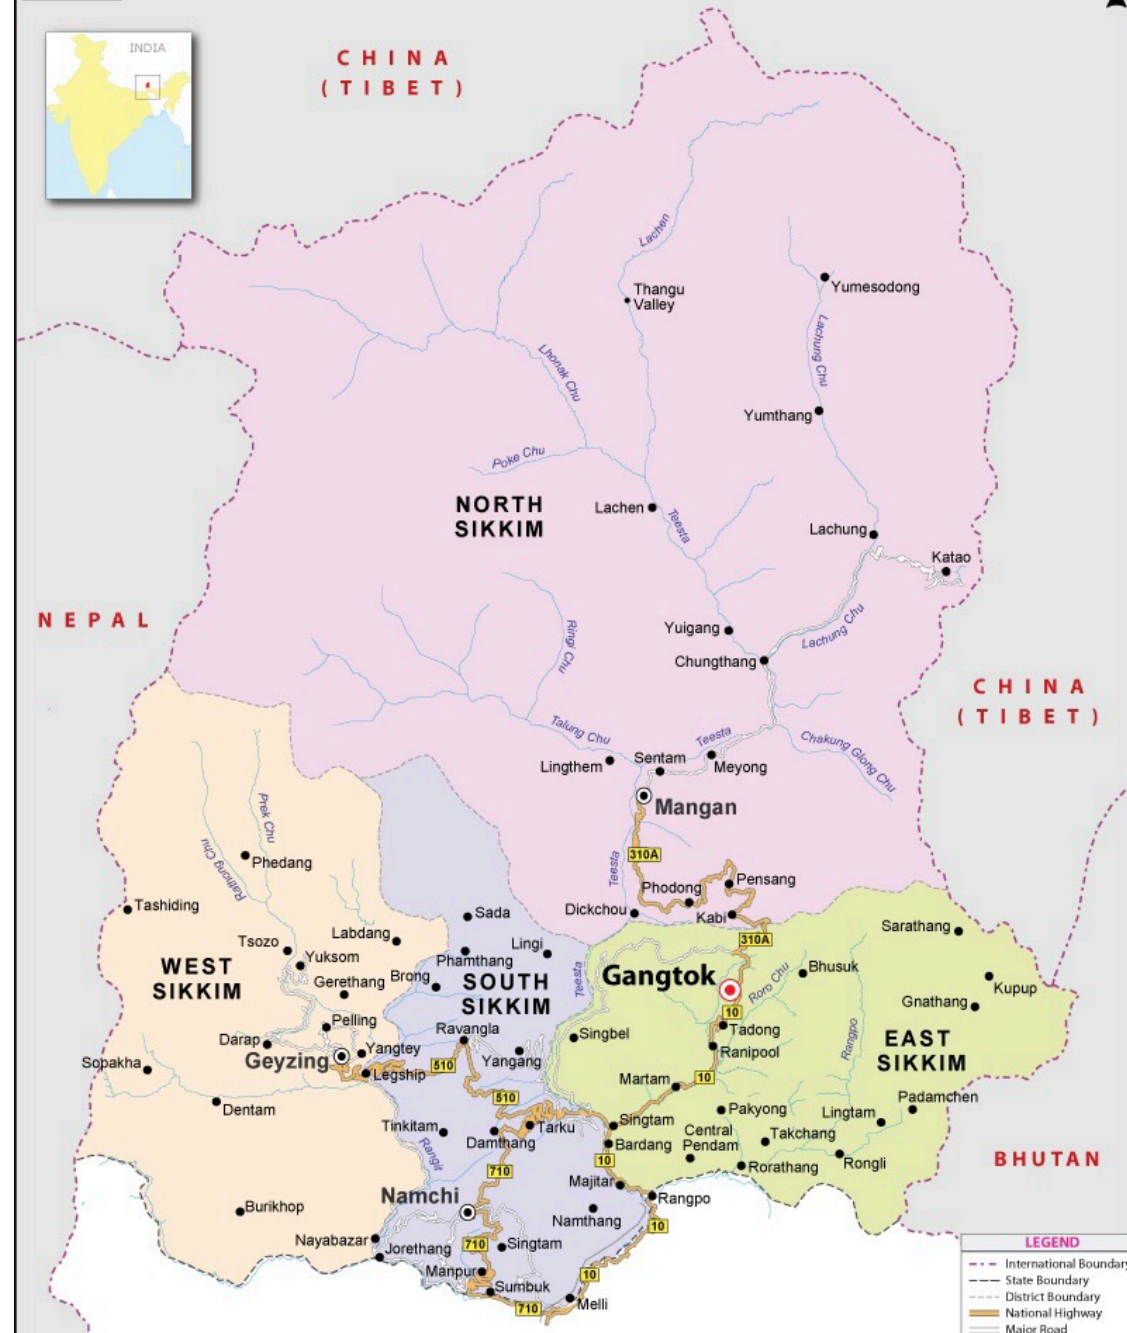 INDIA
CHINA
(TIBET)
Lachen
Thangu
Valley
Yumesodong
Lachung Chu
Lhonak Chu
Yumthang
Poke Chu
NORTH
SIKKIM
Lachen
Teesta
Lachung
Katao
NEPAL
Ringi Chu
Yuigang
Lachung Chu
Chungthang
CHINA
(TIBET)
Talung Chu
Teesta
Chakung Glong Chu
Lingthem
Sentam
Meyong
Mangan
Prek Chu
Rathong Chu
Phedang
310A
Teesta
Pensang
Phodong
Tashiding
Sada
Dickchou
Kabi
Sarathang
Labdang
Tsozo
Lingi
310A
Yuksom
Phamthang
WEST
SIKKIM
Brong
SOUTH
SIKKIM
Teesta
Gangtok
Roro Chu
Bhusuk
Kupup
Gerethang
Gnathang
10
Pelling
Ravangla
Singbel
Tadong
Rangpo
EAST
SIKKIM
Darap
Geyzing
Yangtey
Yangang
Ranipool
Sopakha
510
Legship
Martam
10
Dentam
510
Padamchen
Pakyong
Lingtam
Tinkitam
Damthang
Tarku
Singtam
Central
Pendam
Takchang
Bardang
Rangit
710
10
Rorathang
Rongli
BHUTAN
Namchi
Majitar
Rangpo
Burikhop
Namthang
10
Nayabazar
Jorethang
710
Singtam
LEGEND
Manpur
10
International Boundary
Sumbuk
State Boundary
Melli
District Boundary
710
National Highway
Major Road